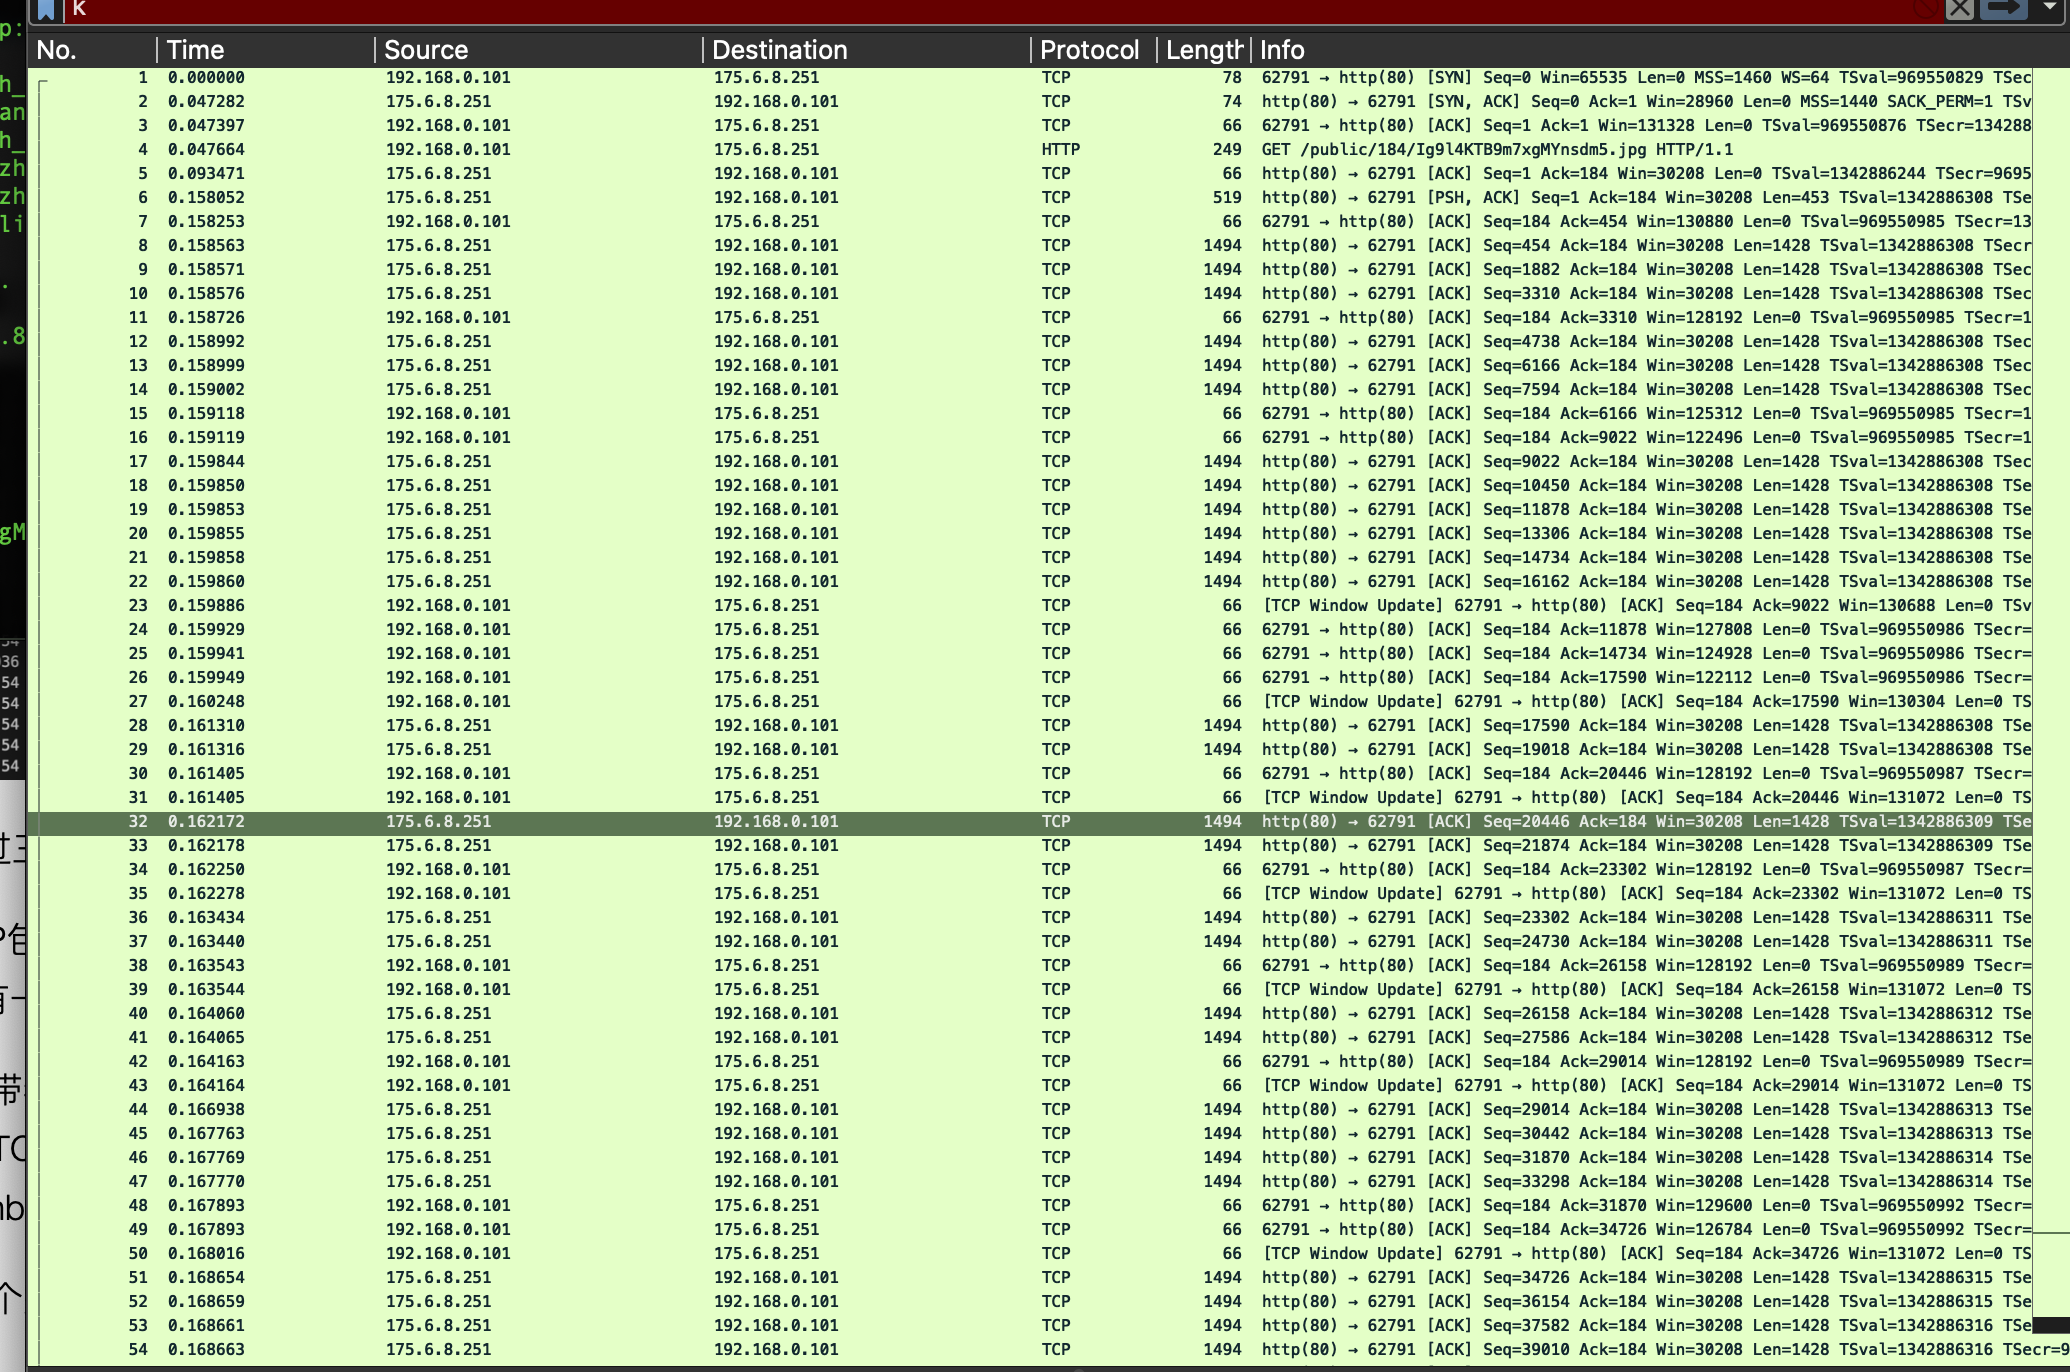 K
No. Time Source Destination Protocol Length Info
1 0.000000 192.168.0.101 175.6.8.251 TCP 78 62791 → http(80) [SYN] Seq=0 Win=65535 Len=0 MSS=1460 WS=64 TSval=969550829 TSec
2 0.047282 175.6.8.251 192.168.0.101 TCP 74 http(80) → 62791 [SYN, ACK] Seq=0 Ack=1 Win=28960 Len=0 MSS=1440 SACK_PERM=1 TSv
3 0.047397 192.168.0.101 175.6.8.251 TCP 66 62791 → http(80) [ACK] Seq=1 Ack=1 Win=131328 Len=0 TSval=969550876 TSecr=134288
4 0.047664 192.168.0.101 175.6.8.251 HTTP 249 GET /public/184/Ig9l4KTB9m7xgMYnsdm5.jpg HTTP/1.1
5 0.093471 175.6.8.251 192.168.0.101 TCP 66 http(80) → 62791 [ACK] Seq=1 Ack=184 Win=30208 Len=0 TSval=1342886244 TSecr=9695
6 0.158052 175.6.8.251 192.168.0.101 TCP 519 http(80) → 62791 [PSH, ACK] Seq=1 Ack=184 Win=30208 Len=453 TSval=1342886308 TSe
7 0.158253 192.168.0.101 175.6.8.251 TCP 66 62791 → http(80) [ACK] Seq=184 Ack=454 Win=130880 Len=0 TSval=969550985 TSecr=13
8 0.158563 175.6.8.251 192.168.0.101 TCP 1494 http(80) → 62791 [ACK] Seq=454 Ack=184 Win=30208 Len=1428 TSval=1342886308 TSecr
9 0.158571 175.6.8.251 192.168.0.101 TCP 1494 http(80) → 62791 [ACK] Seq=1882 Ack=184 Win=30208 Len=1428 TSval=1342886308 TSec
10 0.158576 175.6.8.251 192.168.0.101 TCP 1494 http(80) → 62791 [ACK] Seq=3310 Ack=184 Win=30208 Len=1428 TSval=1342886308 TSec
11 0.158726 192.168.0.101 175.6.8.251 TCP 66 62791 → http(80) [ACK] Seq=184 Ack=3310 Win=128192 Len=0 TSval=969550985 TSecr=1
12 0.158992 175.6.8.251 192.168.0.101 TCP 1494 http(80) → 62791 [ACK] Seq=4738 Ack=184 Win=30208 Len=1428 TSval=1342886308 TSec
13 0.158999 175.6.8.251 192.168.0.101 TCP 1494 http(80) → 62791 [ACK] Seq=6166 Ack=184 Win=30208 Len=1428 TSval=1342886308 TSec
14 0.159002 175.6.8.251 192.168.0.101 TCP 1494 http(80) → 62791 [ACK] Seq=7594 Ack=184 Win=30208 Len=1428 TSval=1342886308 TSec
15 0.159118 192.168.0.101 175.6.8.251 TCP 66 62791 → http(80) [ACK] Seq=184 Ack=6166 Win=125312 Len=0 TSval=969550985 TSecr=1
16 0.159119 192.168.0.101 175.6.8.251 TCP 66 62791 → http(80) [ACK] Seq=184 Ack=9022 Win=122496 Len=0 TSval=969550985 TSecr=1
17 0.159844 175.6.8.251 192.168.0.101 TCP 1494 http(80) → 62791 [ACK] Seq=9022 Ack=184 Win=30208 Len=1428 TSval=1342886308 TSec
18 0.159850 175.6.8.251 192.168.0.101 TCP 1494 http(80) → 62791 [ACK] Seq=10450 Ack=184 Win=30208 Len=1428 TSval=1342886308 TSe
19 0.159853 175.6.8.251 192.168.0.101 TCP 1494 http(80) → 62791 [ACK] Seq=11878 Ack=184 Win=30208 Len=1428 TSval=1342886308 TSe
20 0.159855 175.6.8.251 192.168.0.101 TCP 1494 http(80) → 62791 [ACK] Seq=13306 Ack=184 Win=30208 Len=1428 TSval=1342886308 TSe
21 0.159858 175.6.8.251 192.168.0.101 TCP 1494 http(80) → 62791 [ACK] Seq=14734 Ack=184 Win=30208 Len=1428 TSval=1342886308 TSe
22 0.159860 175.6.8.251 192.168.0.101 TCP 1494 http(80) → 62791 [ACK] Seq=16162 Ack=184 Win=30208 Len=1428 TSval=1342886308 TSe
23 0.159886 192.168.0.101 175.6.8.251 TCP 66 [TCP Window Update] 62791 → http(80) [ACK] Seq=184 Ack=9022 Win=130688 Len=0 TSv
24 0.159929 192.168.0.101 175.6.8.251 TCP 66 62791 → http(80) [ACK] Seq=184 Ack=11878 Win=127808 Len=0 TSval=969550986 TSecr=
25 0.159941 192.168.0.101 175.6.8.251 TCP 66 62791 → http(80) [ACK] Seq=184 Ack=14734 Win=124928 Len=0 TSval=969550986 TSecr=
26 0.159949 192.168.0.101 175.6.8.251 TCP 66 62791 → http(80) [ACK] Seq=184 Ack=17590 Win=122112 Len=0 TSval=969550986 TSecr=
27 0.160248 192.168.0.101 175.6.8.251 TCP 66 [TCP Window Update] 62791 → http(80) [ACK] Seq=184 Ack=17590 Win=130304 Len=0 TS
28 0.161310 175.6.8.251 192.168.0.101 TCP 1494 http(80) → 62791 [ACK] Seq=17590 Ack=184 Win=30208 Len=1428 TSval=1342886308 TSe
29 0.161316 175.6.8.251 192.168.0.101 TCP 1494 http(80) → 62791 [ACK] Seq=19018 Ack=184 Win=30208 Len=1428 TSval=1342886308 TSe
30 0.161405 192.168.0.101 175.6.8.251 TCP 66 62791 → http(80) [ACK] Seq=184 Ack=20446 Win=128192 Len=0 TSval=969550987 TSecr=
31 0.161405 192.168.0.101 175.6.8.251 TCP 66 [TCP Window Update] 62791 → http(80) [ACK] Seq=184 Ack=20446 Win=131072 Len=0 TS
32 0.162172 175.6.8.251 192.168.0.101 TCP 1494 http(80) → 62791 [ACK] Seq=20446 Ack=184 Win=30208 Len=1428 TSval=1342886309 TSe
33 0.162178 175.6.8.251 192.168.0.101 TCP 1494 http(80) → 62791 [ACK] Seq=21874 Ack=184 Win=30208 Len=1428 TSval=1342886309 TSe
34 0.162250 192.168.0.101 175.6.8.251 TCP 66 62791 → http(80) [ACK] Seq=184 Ack=23302 Win=128192 Len=0 TSval=969550987 TSecr=
35 0.162278 192.168.0.101 175.6.8.251 TCP 66 [TCP Window Update] 62791 → http(80) [ACK] Seq=184 Ack=23302 Win=131072 Len=0 TS
36 0.163434 175.6.8.251 192.168.0.101 TCP 1494 http(80) → 62791 [ACK] Seq=23302 Ack=184 Win=30208 Len=1428 TSval=1342886311 TSe
37 0.163440 175.6.8.251 192.168.0.101 TCP 1494 http(80) → 62791 [ACK] Seq=24730 Ack=184 Win=30208 Len=1428 TSval=1342886311 TSe
38 0.163543 192.168.0.101 175.6.8.251 TCP 66 62791 → http(80) [ACK] Seq=184 Ack=26158 Win=128192 Len=0 TSval=969550989 TSecr=
39 0.163544 192.168.0.101 175.6.8.251 TCP 66 [TCP Window Update] 62791 → http(80) [ACK] Seq=184 Ack=26158 Win=131072 Len=0 TS
40 0.164060 175.6.8.251 192.168.0.101 TCP 1494 http(80) → 62791 [ACK] Seq=26158 Ack=184 Win=30208 Len=1428 TSval=1342886312 TSe
41 0.164065 175.6.8.251 192.168.0.101 TCP 1494 http(80) → 62791 [ACK] Seq=27586 Ack=184 Win=30208 Len=1428 TSval=1342886312 TSe
42 0.164163 192.168.0.101 175.6.8.251 TCP 66 62791 → http(80) [ACK] Seq=184 Ack=29014 Win=128192 Len=0 TSval=969550989 TSecr=
43 0.164164 192.168.0.101 175.6.8.251 TCP 66 [TCP Window Update] 62791 → http(80) [ACK] Seq=184 Ack=29014 Win=131072 Len=0 TS
44 0.166938 175.6.8.251 192.168.0.101 TCP 1494 http(80) → 62791 [ACK] Seq=29014 Ack=184 Win=30208 Len=1428 TSval=1342886313 TSe
45 0.167763 175.6.8.251 192.168.0.101 TCP 1494 http(80) → 62791 [ACK] Seq=30442 Ack=184 Win=30208 Len=1428 TSval=1342886313 TSe
46 0.167769 175.6.8.251 192.168.0.101 TCP 1494 http(80) → 62791 [ACK] Seq=31870 Ack=184 Win=30208 Len=1428 TSval=1342886314 TSe
47 0.167770 175.6.8.251 192.168.0.101 TCP 1494 http(80) → 62791 [ACK] Seq=33298 Ack=184 Win=30208 Len=1428 TSval=1342886314 TSe
48 0.167893 192.168.0.101 175.6.8.251 TCP 66 62791 → http(80) [ACK] Seq=184 Ack=31870 Win=129600 Len=0 TSval=969550992 TSecr=
49 0.167893 192.168.0.101 175.6.8.251 TCP 66 62791 → http(80) [ACK] Seq=184 Ack=34726 Win=126784 Len=0 TSval=969550992 TSecr=
50 0.168016 192.168.0.101 175.6.8.251 TCP 66 [TCP Window Update] 62791 → http(80) [ACK] Seq=184 Ack=34726 Win=131072 Len=0 TS
51 0.168654 175.6.8.251 192.168.0.101 TCP 1494 http(80) → 62791 [ACK] Seq=34726 Ack=184 Win=30208 Len=1428 TSval=1342886315 TSe
52 0.168659 175.6.8.251 192.168.0.101 TCP 1494 http(80) → 62791 [ACK] Seq=36154 Ack=184 Win=30208 Len=1428 TSval=1342886315 TSe
53 0.168661 175.6.8.251 192.168.0.101 TCP 1494 http(80) → 62791 [ACK] Seq=37582 Ack=184 Win=30208 Len=1428 TSval=1342886316 TSe
54 0.168663 175.6.8.251 192.168.0.101 TCP 1494 http(80) → 62791 [ACK] Seq=39010 Ack=184 Win=30208 Len=1428 TSval=1342886316 TSecr=9